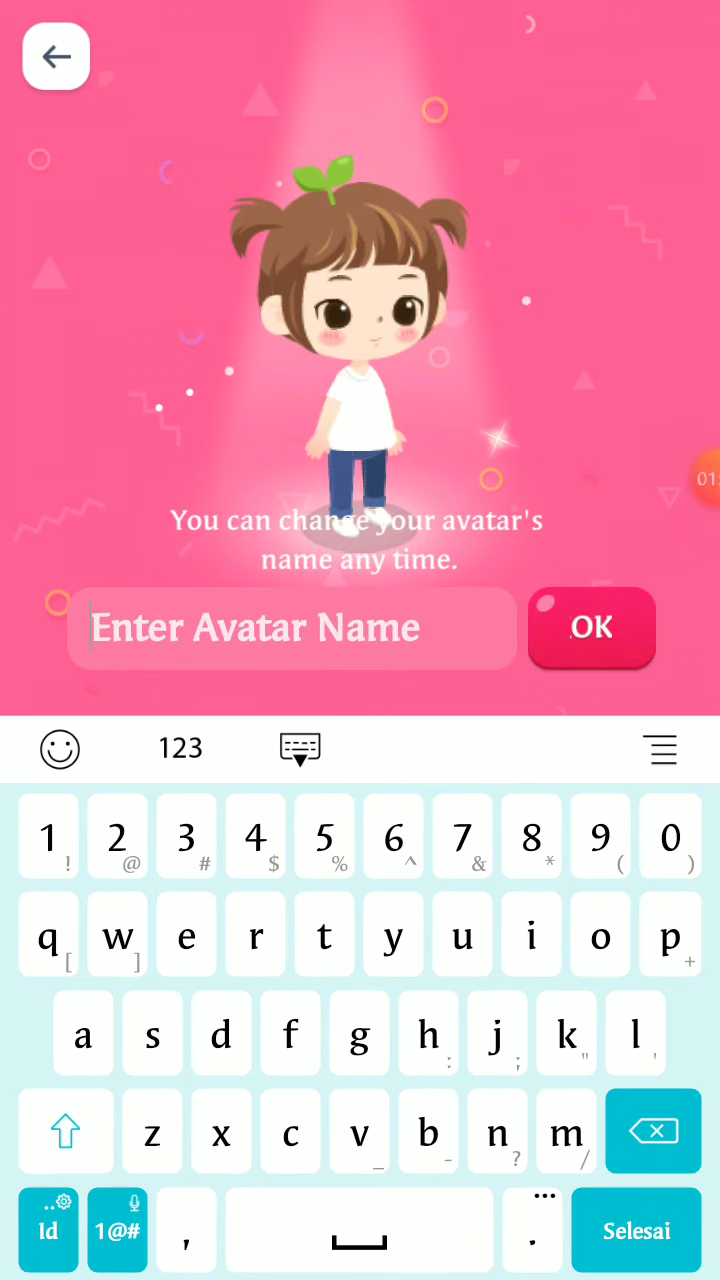 You can change your avatar's
name any time.
Enter Avatar Name
OK
123
1 2 3 4 5 6 7 8 9 0
! @ # $ % ^ & * ( )
q w e r t y u i o p
[ ] +
a s d f g h j k l
: ; " '
z x c v b n m
_ - ? /
Id 1@# , . Selesai